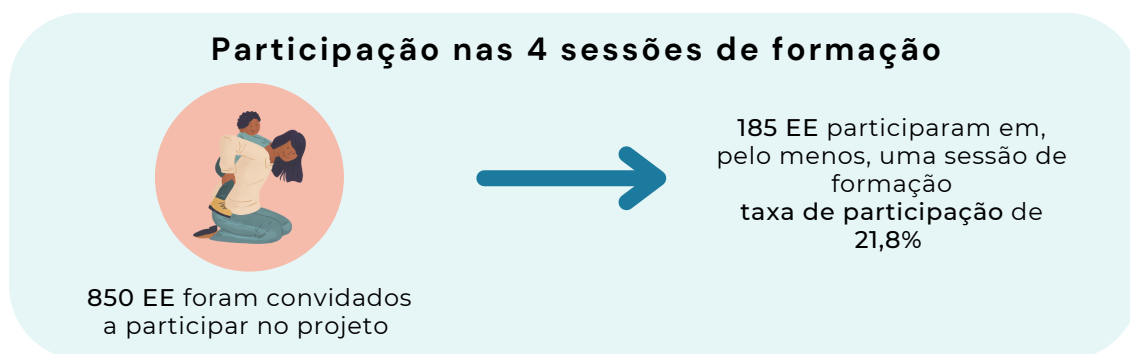 Participação nas 4 sessões de formação
850 EE foram convidados
a participar no projeto
185 EE participaram em,
pelo menos, uma sessão de
formação
taxa de participação de
21,8%